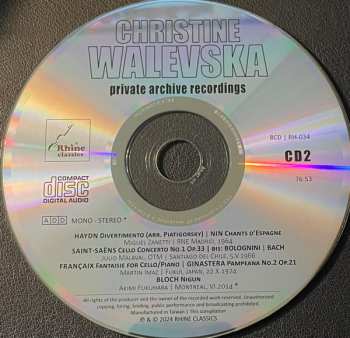 CHRISTINE
WALEVSKA
private archive recordings
Rhine
classics
8CD | RH-034
CD2
76:53
COMPACT
disc
DIGITAL AUDIO
ADD MONO - STEREO *
HAYDN Divertimento (arr. Piatigorsky) | NIN Chants d'Espagne
Miguel Zanetti | RNE Madrid, 1964
SAINT-SAËNS Cello Concerto No.1 Op.33 | bis: BOLOGNINI | BACH
Julio Malaval, OTM | Santiago del Chile, 5.V.1966
FRANÇAIX Fantasie for Cello/Piano | GINASTERA Pampeana No.2 Op.21
Martin Imaz | Fukui, Japan, 22.X.1974
BLOCH Nigun
Akimi Fukuhara | Montreal, VI.2014 *
All rights of the producer and the owner of the recorded work reserved. Unauthorized
copying, hiring, lending, public performance and broadcasting prohibited.
Manufactured in Taiwan | This compilation
℗ & © 2024 RHINE CLASSICS